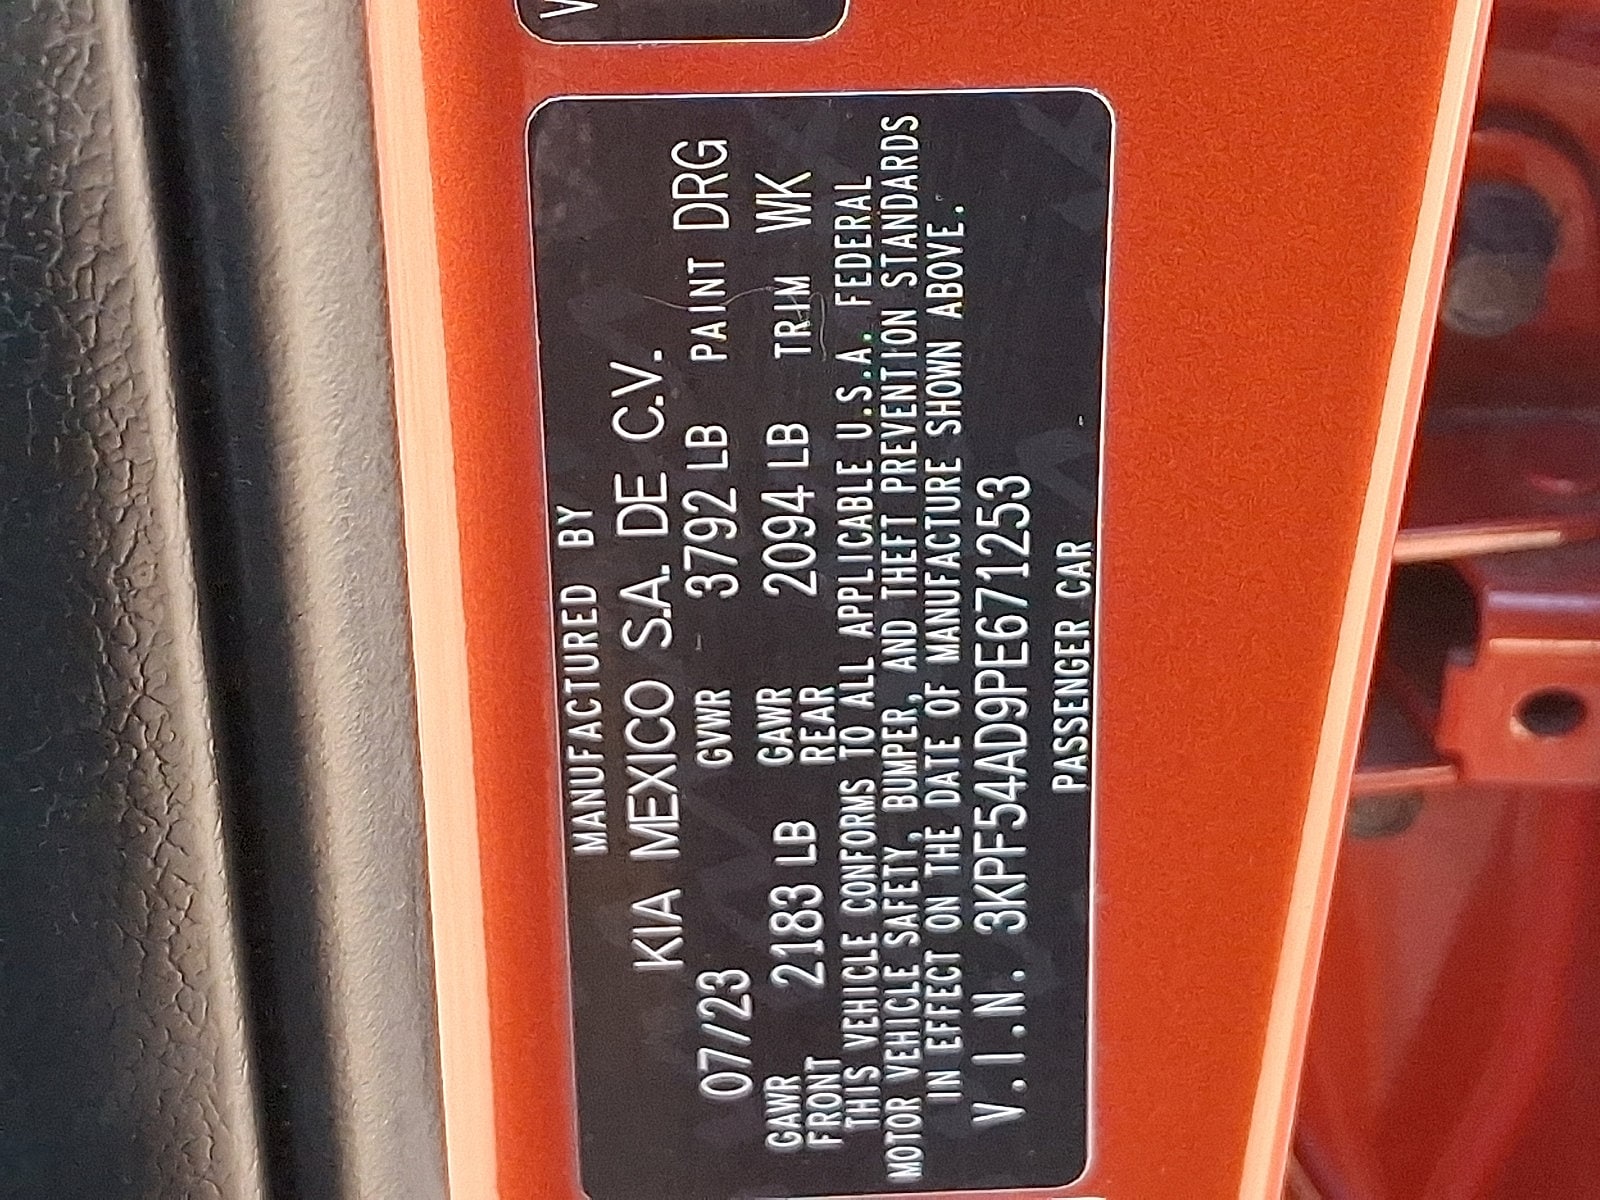 MANUFACTURED BY
KIA MEXICO S.A. DE C.V.
07/23 GVWR 3792 LB PAINT DRG
GAWR FRONT 2183 LB GAWR REAR 2094 LB TRIM WK
THIS VEHICLE CONFORMS TO ALL APPLICABLE U.S.A. FEDERAL
MOTOR VEHICLE SAFETY, BUMPER, AND THEFT PREVENTION STANDARDS
IN EFFECT ON THE DATE OF MANUFACTURE SHOWN ABOVE.
V.I.N. 3KPF54AD9PE671253
PASSENGER CAR